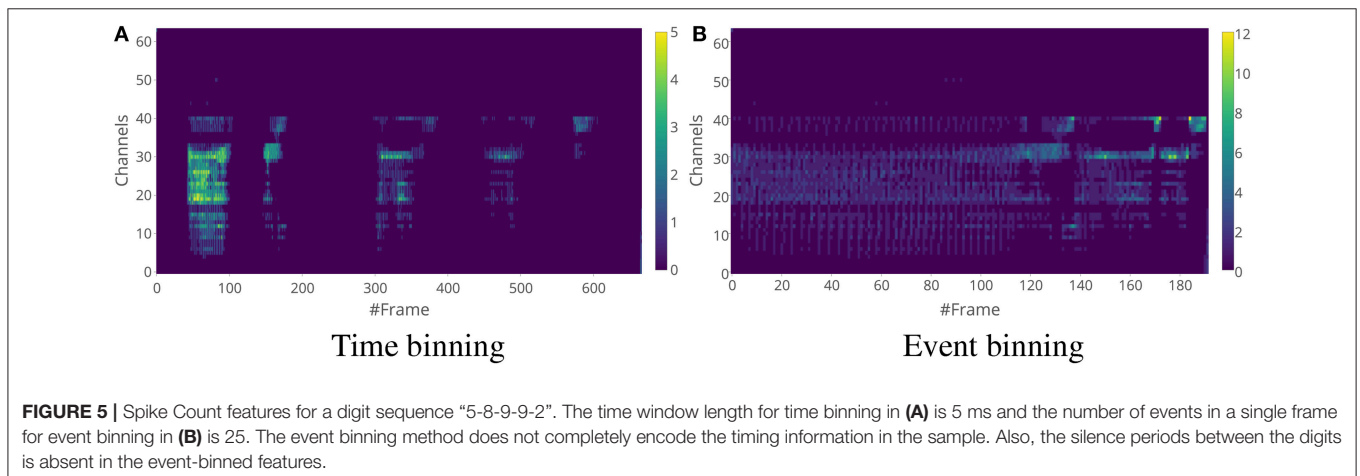 A
B
60
50
40
30
20
10
0
Channels
0 100 200 300 400 500 600
#Frame
5
4
3
2
1
0
60
50
40
30
20
10
0
Channels
0 20 40 60 80 100 120 140 160 180
#Frame
12
10
8
6
4
2
0
Time binning
Event binning
FIGURE 5 | Spike Count features for a digit sequence “5-8-9-9-2”. The time window length for time binning in (A) is 5 ms and the number of events in a single frame
for event binning in (B) is 25. The event binning method does not completely encode the timing information in the sample. Also, the silence periods between the digits
is absent in the event-binned features.